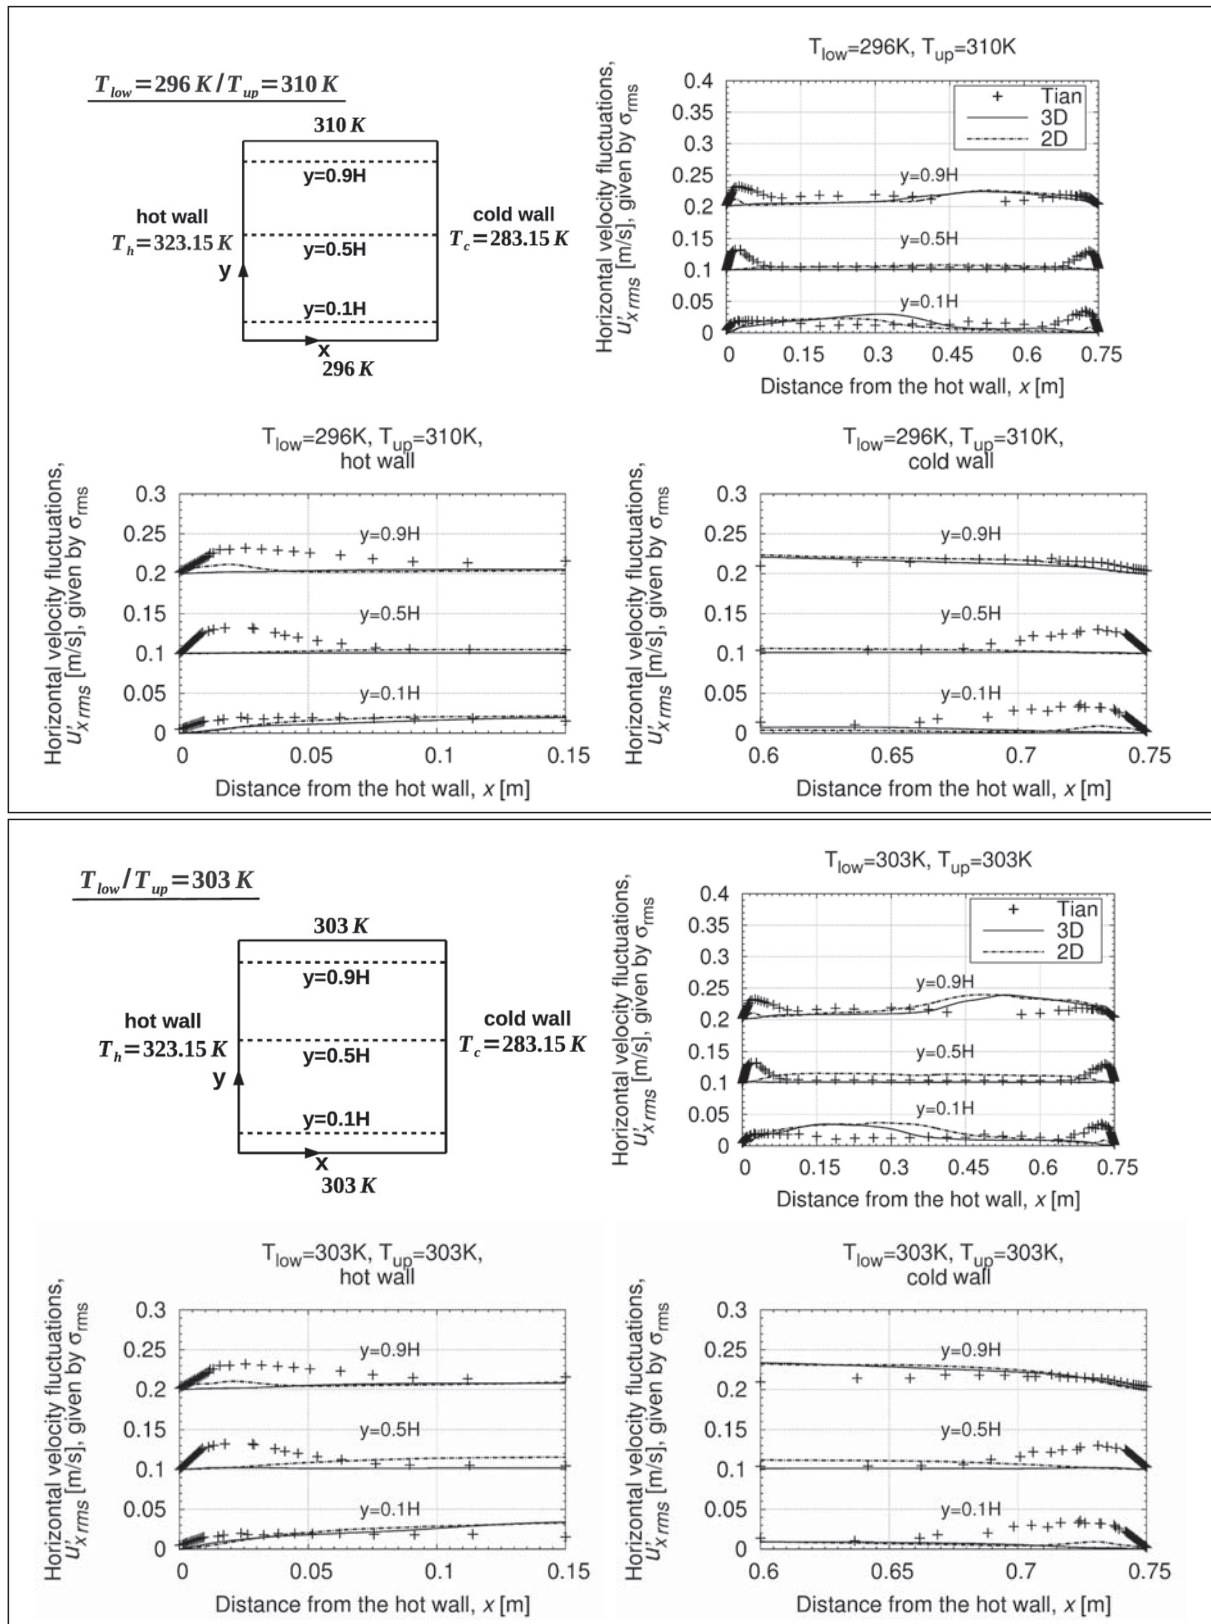 T_low=296 K/T_up=310 K
310 K
y=0.9H
hot wall
T_h=323.15 K
cold wall
T_c=283.15 K
y=0.5H
y
y=0.1H
x
296 K
T_low=296K, T_up=310K
Horizontal velocity fluctuations,
u'_x rms [m/s], given by σ_rms
0.4
0.35
0.3
0.25
0.2
0.15
0.1
0.05
0
Tian
3D
2D
y=0.9H
y=0.5H
y=0.1H
0 0.15 0.3 0.45 0.6 0.75
Distance from the hot wall, x [m]
T_low=296K, T_up=310K,
hot wall
Horizontal velocity fluctuations,
u'_x rms [m/s], given by σ_rms
0.3
0.25
0.2
0.15
0.1
0.05
0
y=0.9H
y=0.5H
y=0.1H
0 0.05 0.1 0.15
Distance from the hot wall, x [m]
T_low=296K, T_up=310K,
cold wall
Horizontal velocity fluctuations,
u'_x rms [m/s], given by σ_rms
0.3
0.25
0.2
0.15
0.1
0.05
0
y=0.9H
y=0.5H
y=0.1H
0.6 0.65 0.7 0.75
Distance from the hot wall, x [m]
T_low/T_up=303 K
303 K
y=0.9H
hot wall
T_h=323.15 K
cold wall
T_c=283.15 K
y=0.5H
y
y=0.1H
x
303 K
T_low=303K, T_up=303K
Horizontal velocity fluctuations,
u'_x rms [m/s], given by σ_rms
0.4
0.35
0.3
0.25
0.2
0.15
0.1
0.05
0
Tian
3D
2D
y=0.9H
y=0.5H
y=0.1H
0 0.15 0.3 0.45 0.6 0.75
Distance from the hot wall, x [m]
T_low=303K, T_up=303K,
hot wall
Horizontal velocity fluctuations,
u'_x rms [m/s], given by σ_rms
0.3
0.25
0.2
0.15
0.1
0.05
0
y=0.9H
y=0.5H
y=0.1H
0 0.05 0.1 0.15
Distance from the hot wall, x [m]
T_low=303K, T_up=303K,
cold wall
Horizontal velocity fluctuations,
u'_x rms [m/s], given by σ_rms
0.3
0.25
0.2
0.15
0.1
0.05
0
y=0.9H
y=0.5H
y=0.1H
0.6 0.65 0.7 0.75
Distance from the hot wall, x [m]